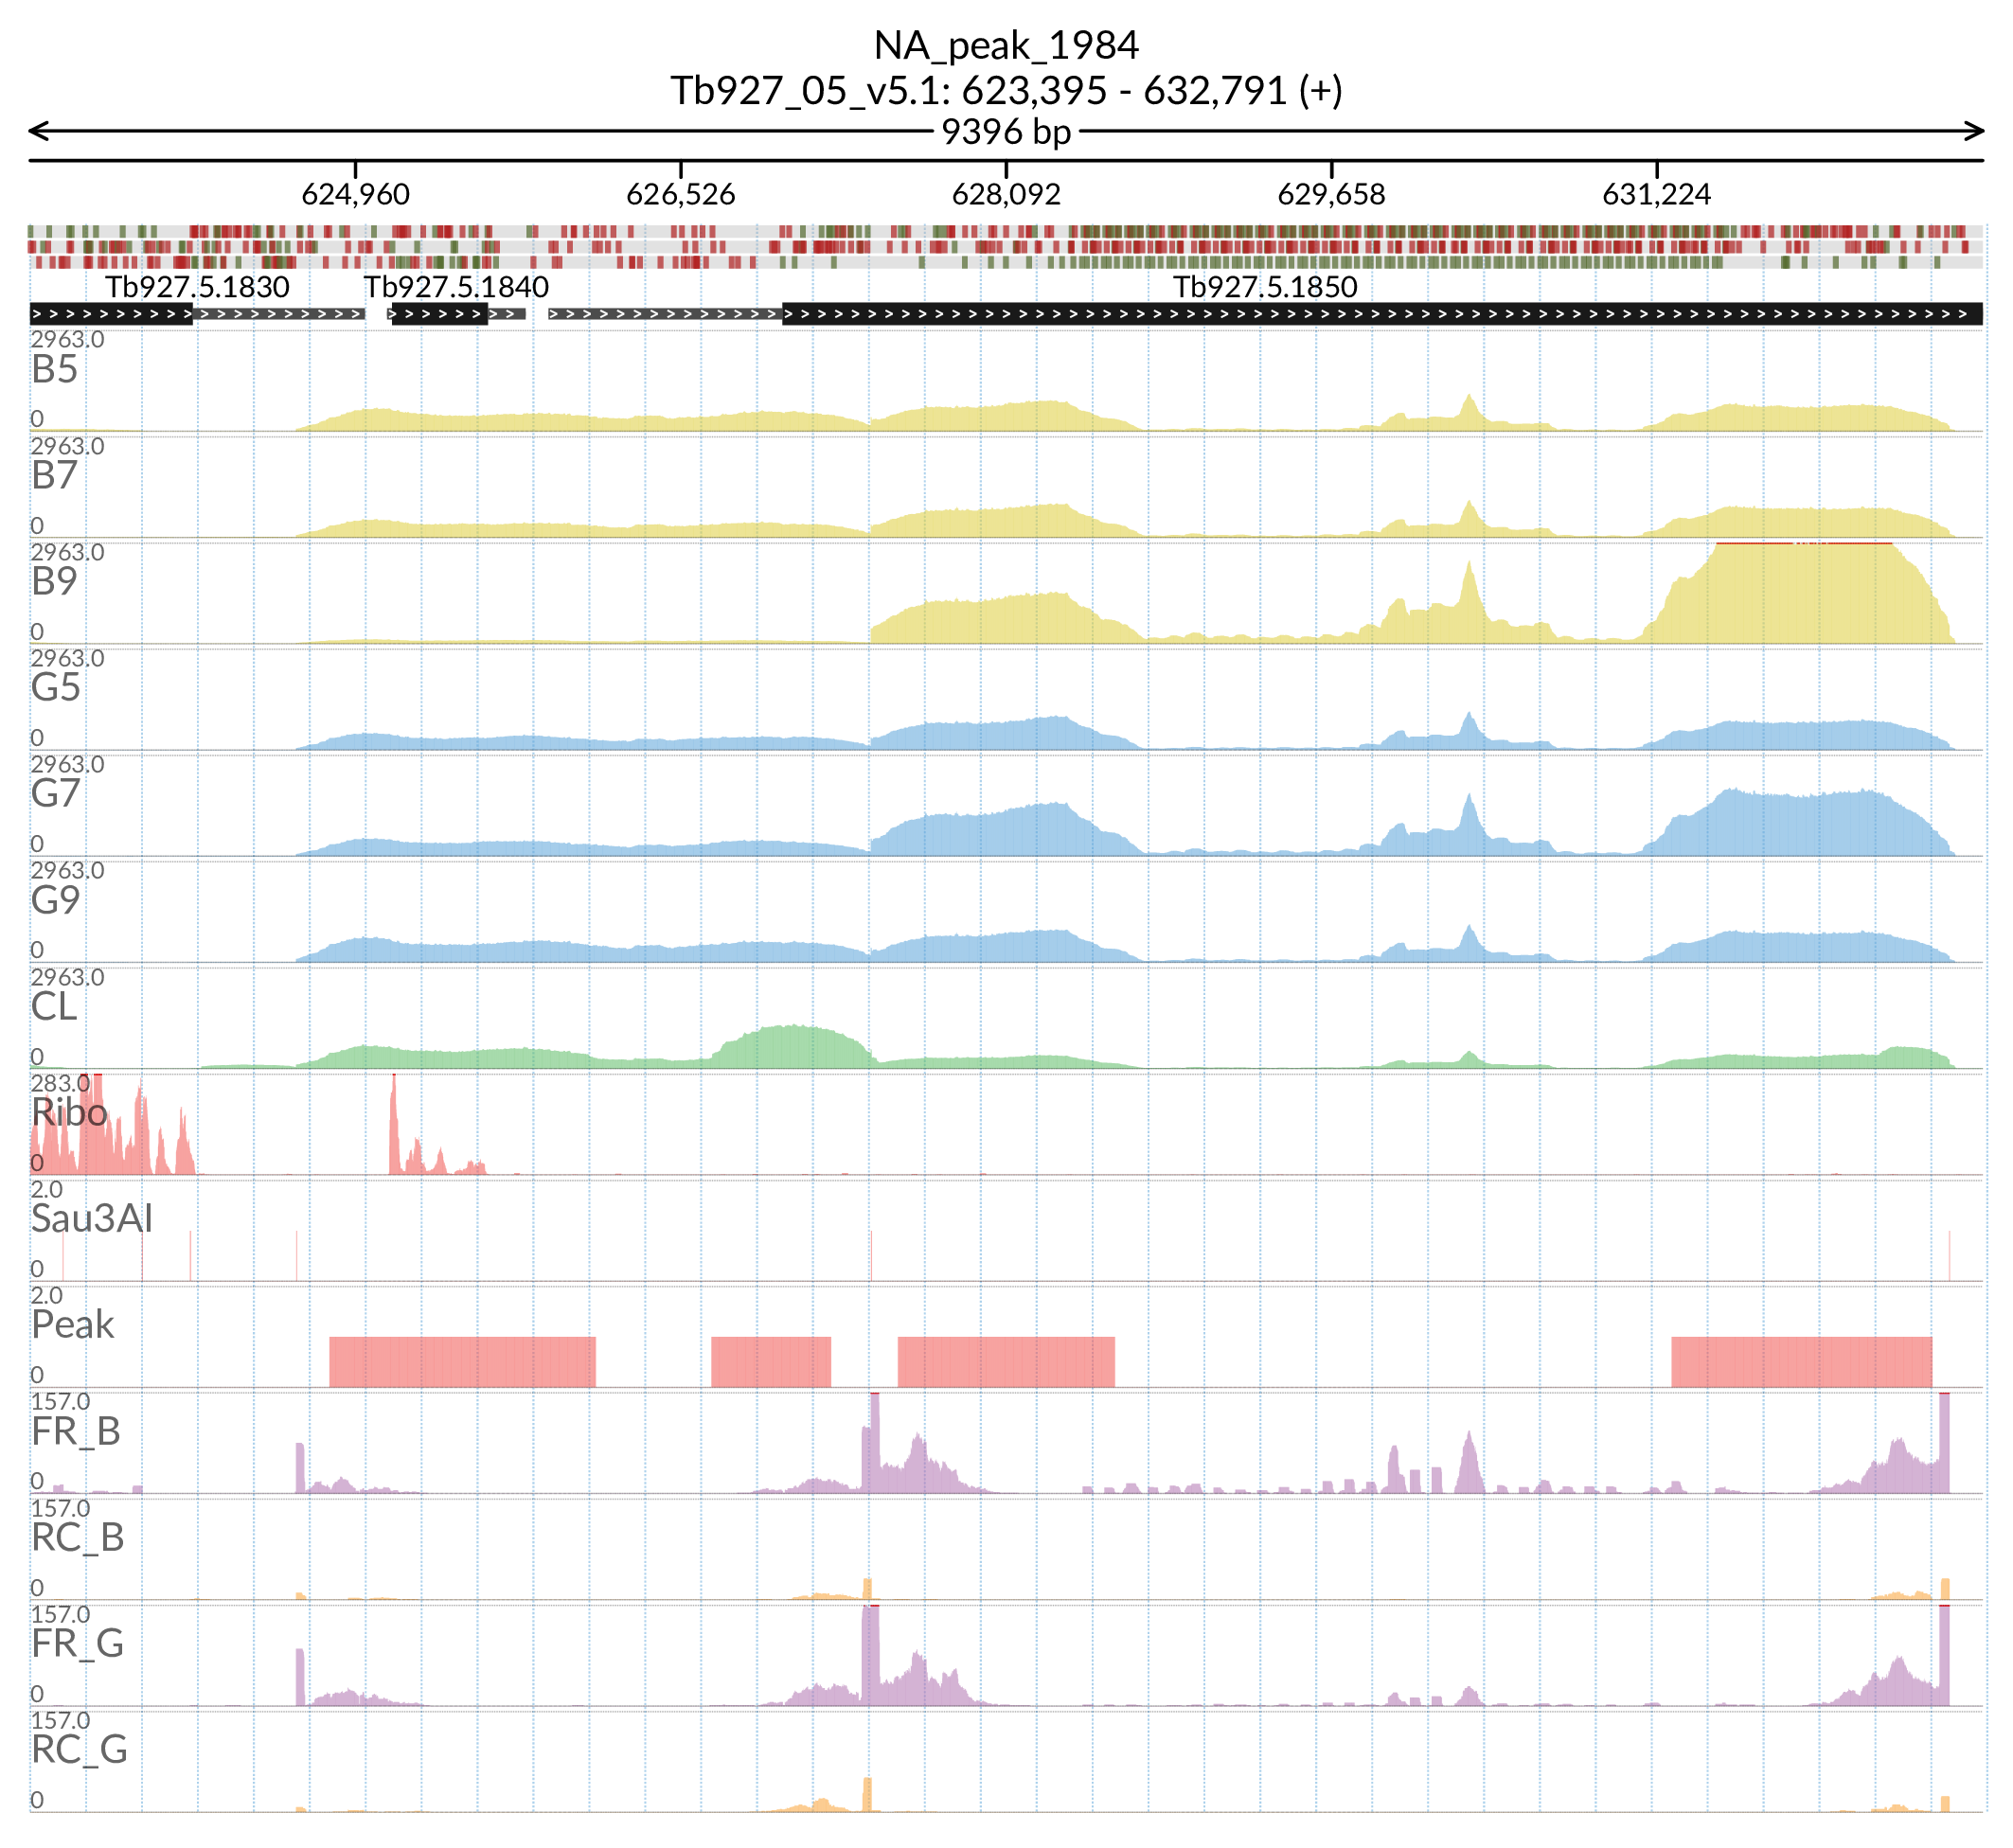 NA_peak_1984
Tb927_05_v5.1: 623,395 - 632,791 (+)
9396 bp
624,960 626,526 628,092 629,658 631,224
Tb927.5.1830 Tb927.5.1840 Tb927.5.1850
2963.0
B5
0
2963.0
B7
0
2963.0
B9
0
2963.0
G5
0
2963.0
G7
0
2963.0
G9
0
2963.0
CL
0
283.0
Ribo
0
2.0
Sau3AI
0
2.0
Peak
0
157.0
FR_B
0
157.0
RC_B
0
157.0
FR_G
0
157.0
RC_G
0